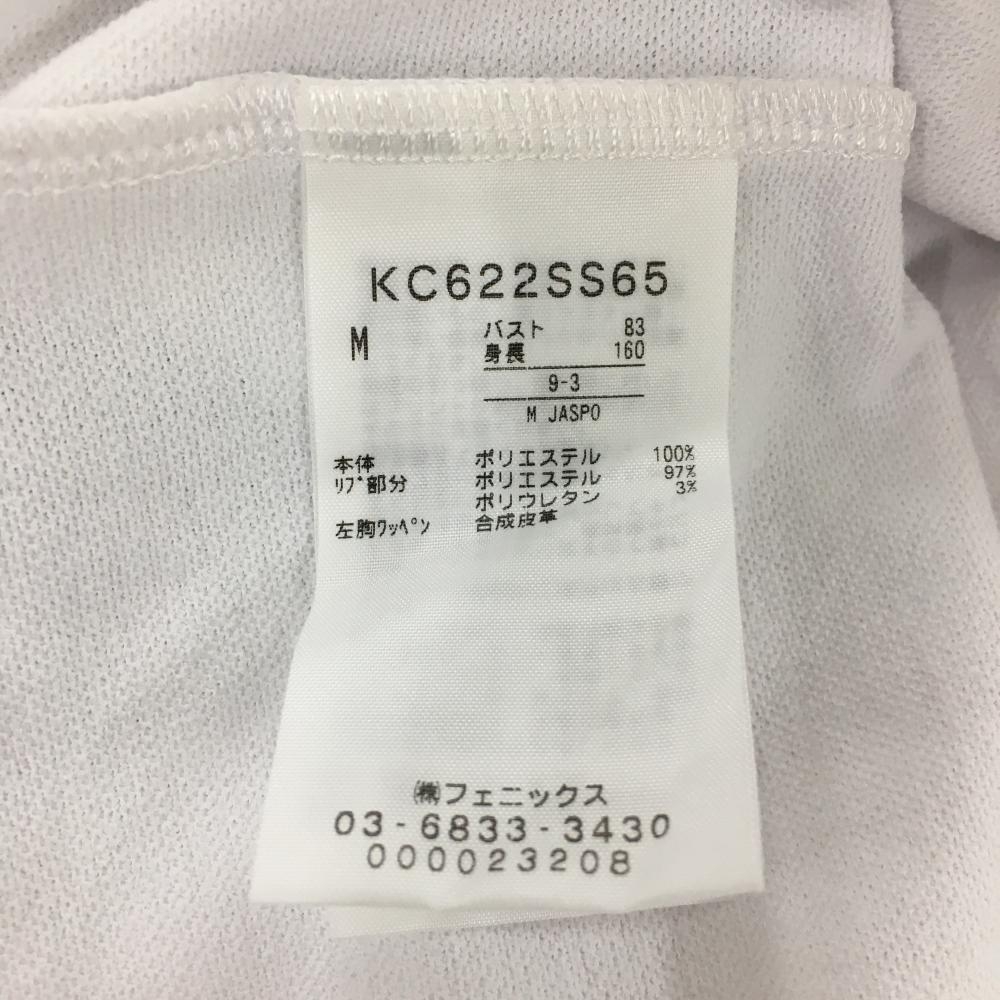 KC622SS65
M バスト 83
身長 160
9-3
M JASPO
本体 ポリエステル 100%
ﾘﾌﾞ部分 ポリエステル 97%
ポリウレタン 3%
左胸ﾜｯﾍﾟﾝ 合成皮革
㈱フェニックス
03-6833-3430
000023208